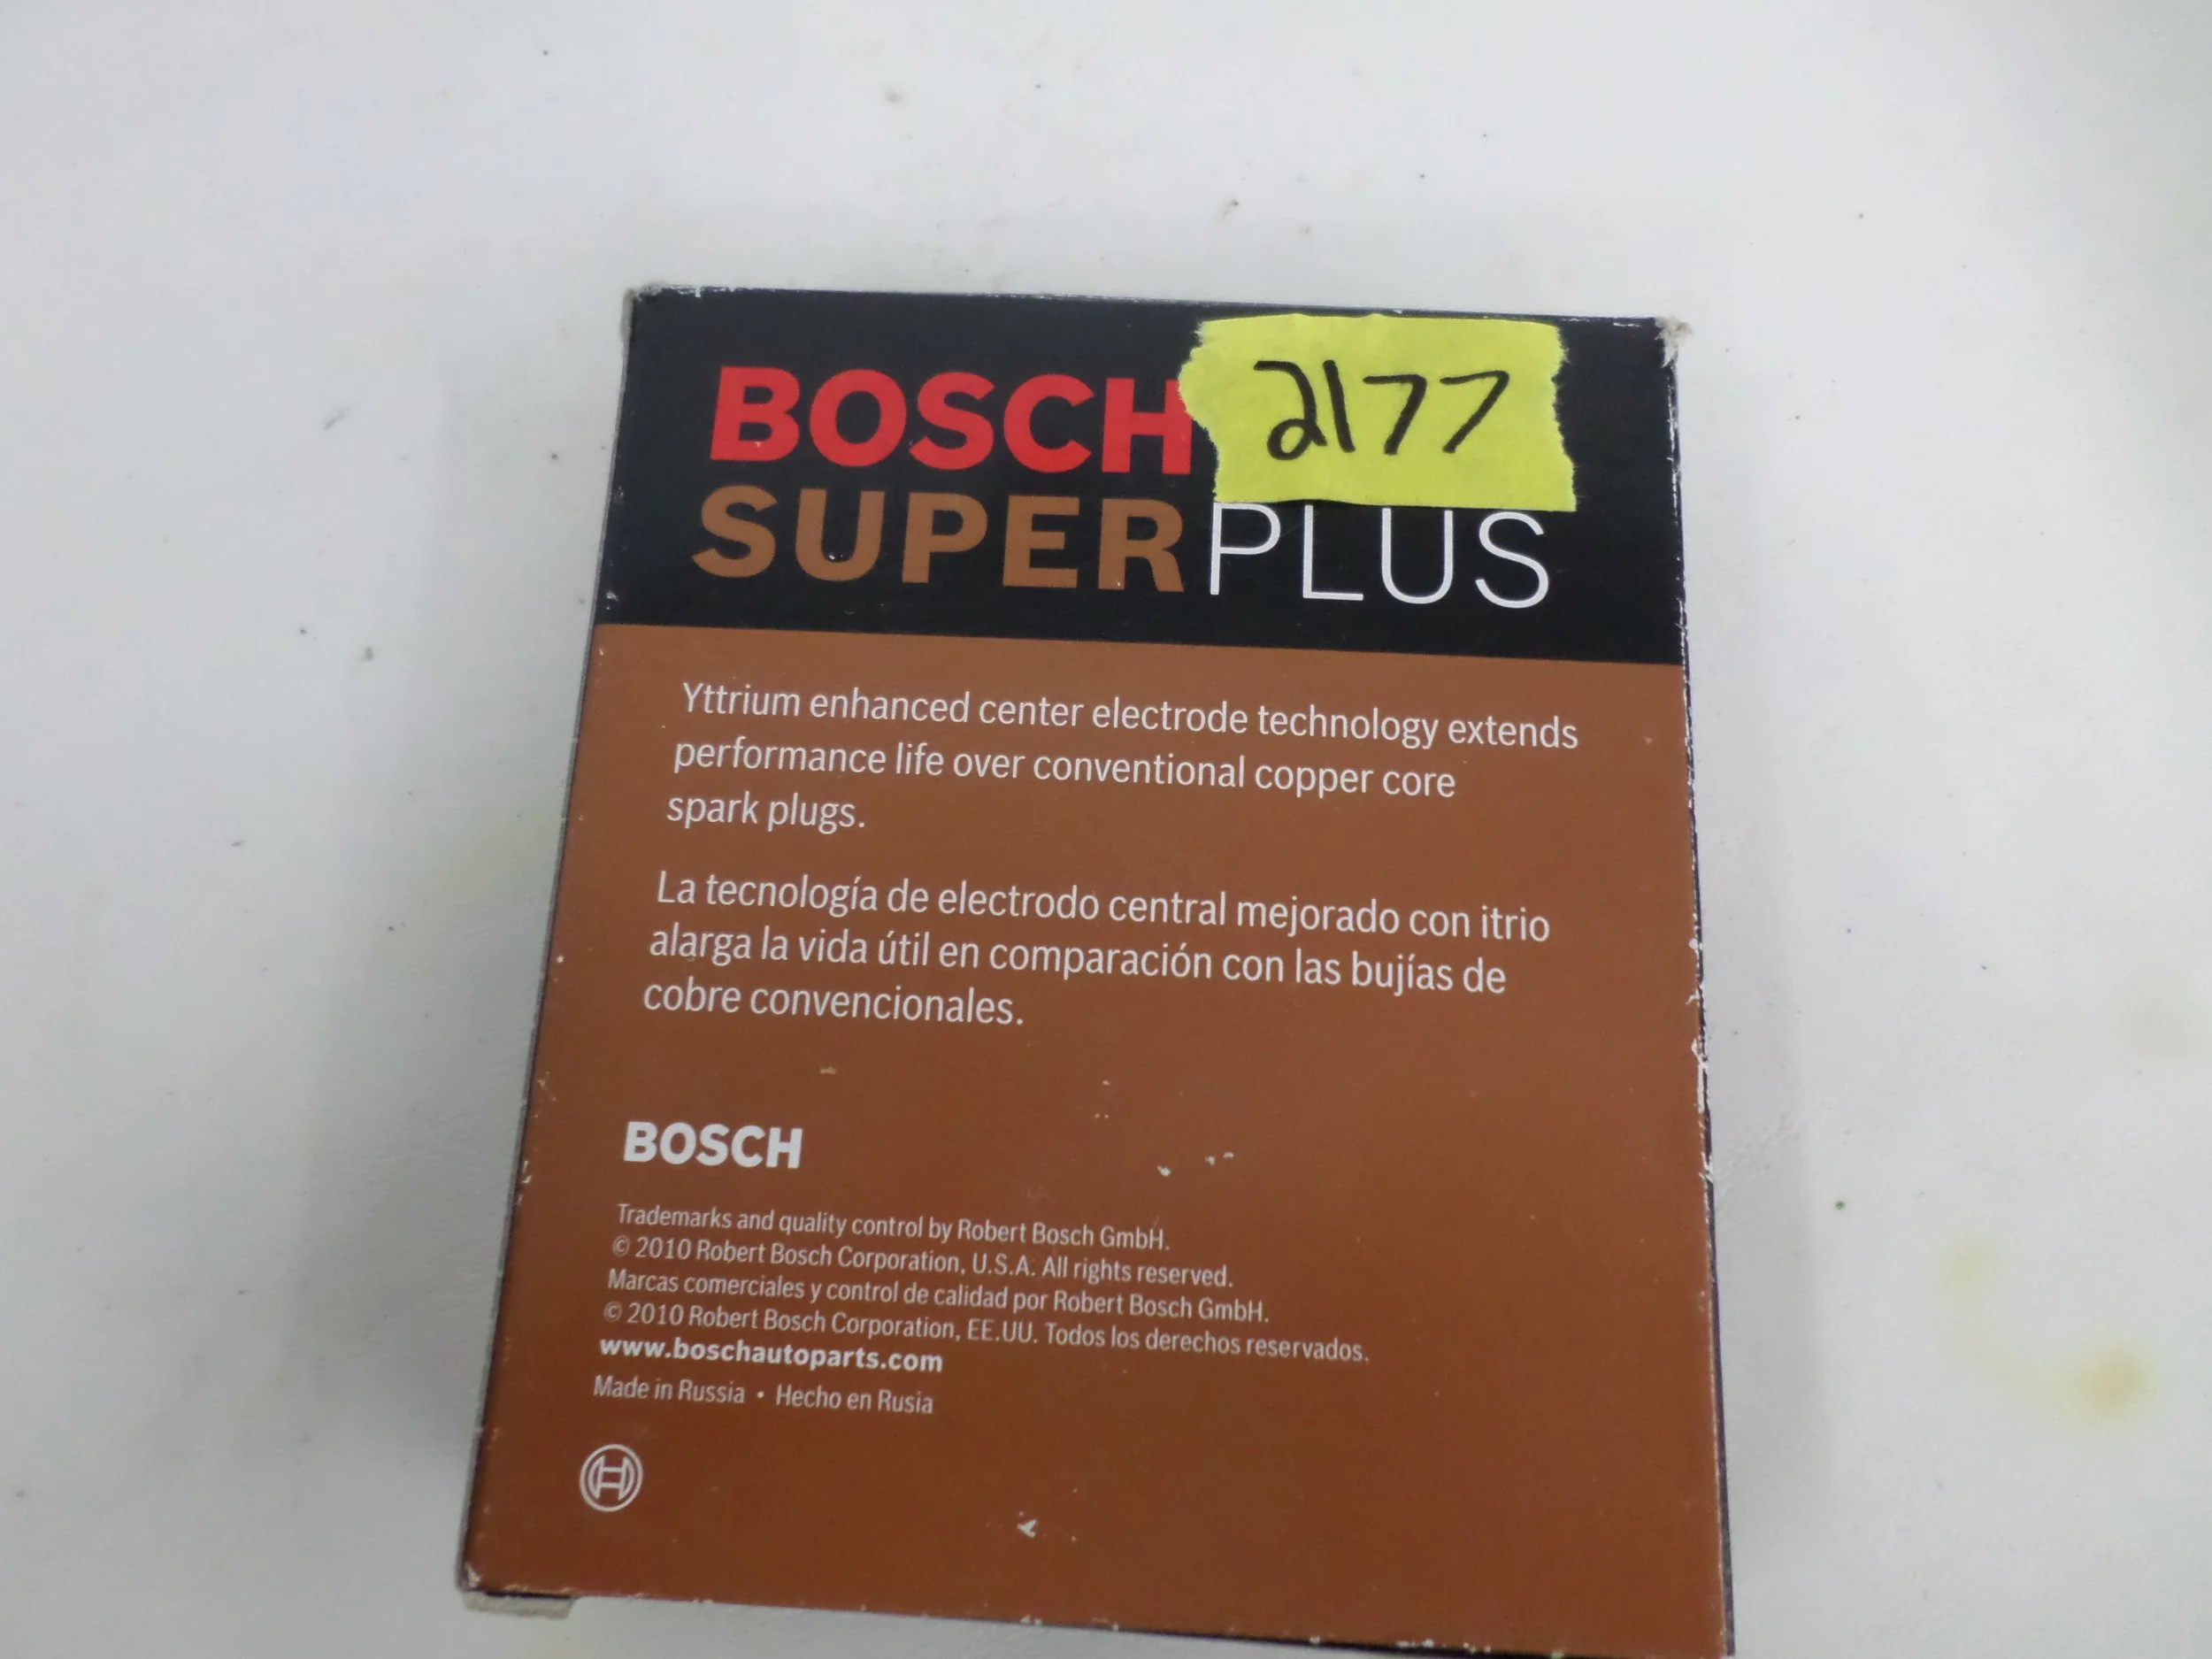 BOSCH
2177
SUPERPLUS
Yttrium enhanced center electrode technology extends
performance life over conventional copper core
spark plugs.
La tecnología de electrodo central mejorado con itrio
alarga la vida útil en comparación con las bujías de
cobre convencionales.
BOSCH
Trademarks and quality control by Robert Bosch GmbH.
© 2010 Robert Bosch Corporation, U.S.A. All rights reserved.
Marcas comerciales y control de calidad por Robert Bosch GmbH.
© 2010 Robert Bosch Corporation, EE.UU. Todos los derechos reservados.
www.boschautoparts.com
Made in Russia • Hecho en Rusia